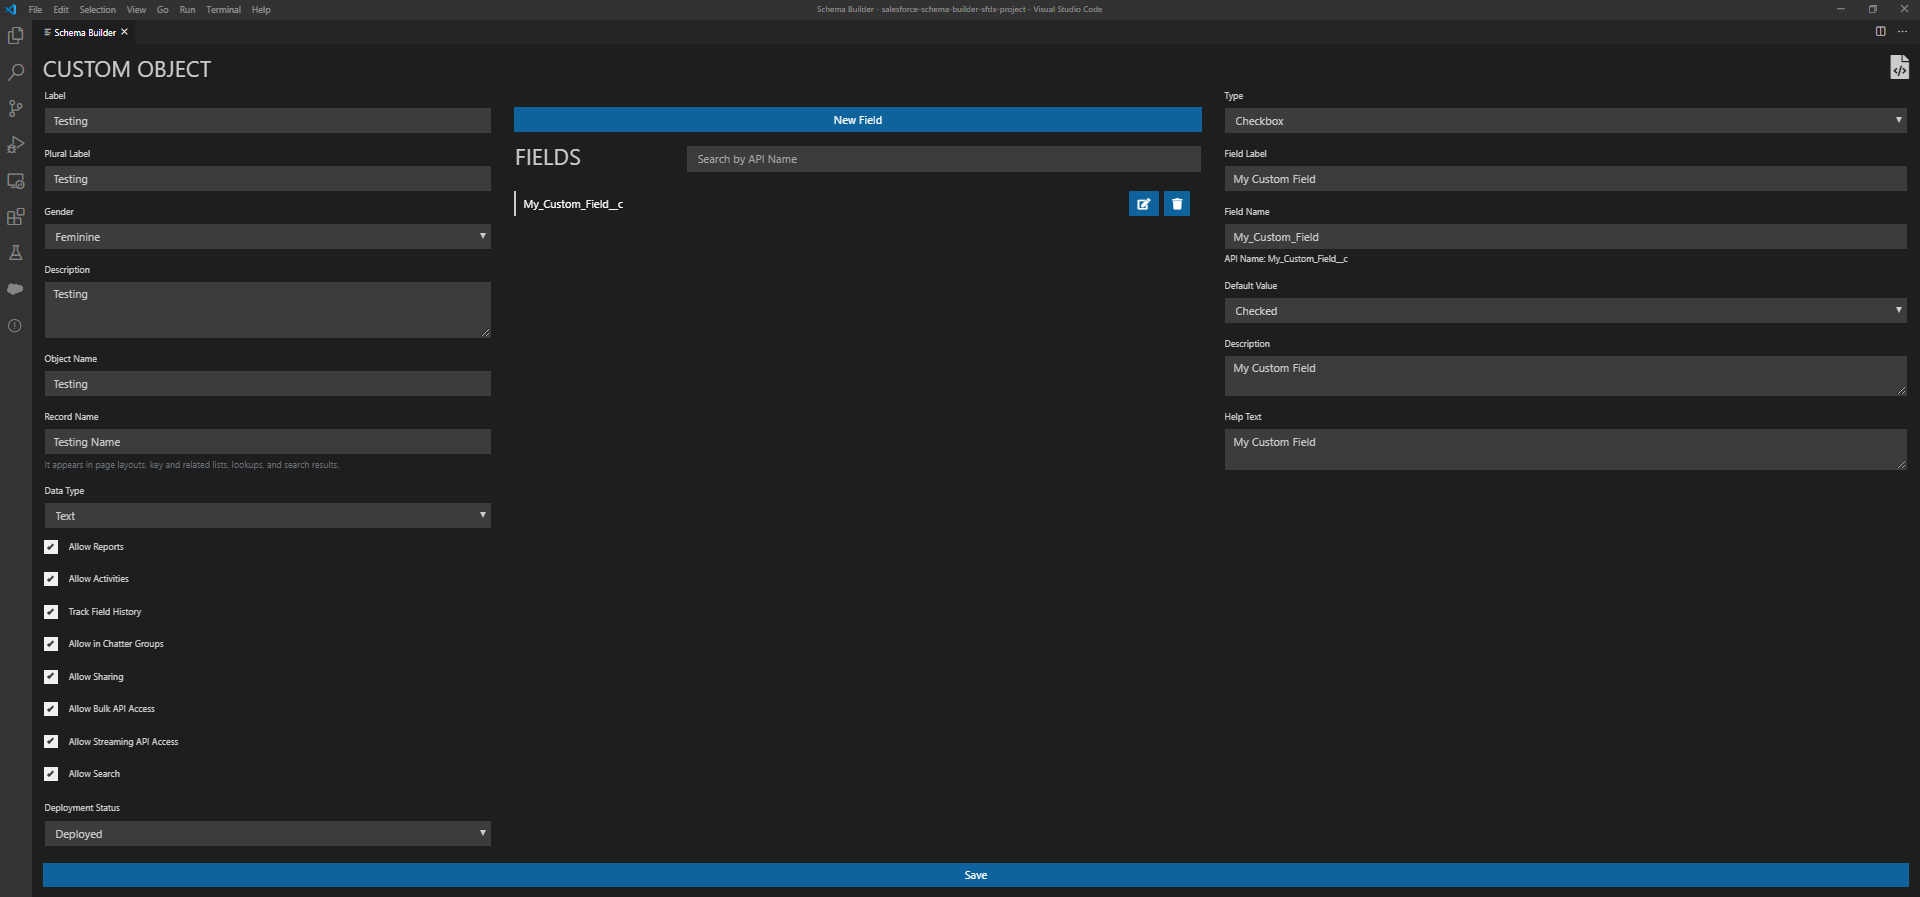 File Edit Selection View Go Run Terminal Help
Schema Builder - salesforce-schema-builder-sfdx-project - Visual Studio Code
Schema Builder
CUSTOM OBJECT
Label
Testing
Plural Label
Testing
Gender
Feminine
Description
Testing
Object Name
Testing
Record Name
Testing Name
It appears in page layouts, key and related lists, lookups, and search results.
Data Type
Text
Allow Reports
Allow Activities
Track Field History
Allow in Chatter Groups
Allow Sharing
Allow Bulk API Access
Allow Streaming API Access
Allow Search
Deployment Status
Deployed
New Field
FIELDS
Search by API Name
My_Custom_Field__c
Type
Checkbox
Field Label
My Custom Field
Field Name
My_Custom_Field
API Name: My_Custom_Field__c
Default Value
Checked
Description
My Custom Field
Help Text
My Custom Field
Save